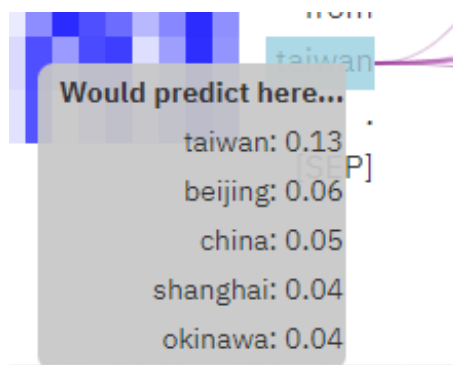 from
taiwan
Would predict here...
.
taiwan: 0.13
[SEP]
beijing: 0.06
china: 0.05
shanghai: 0.04
okinawa: 0.04